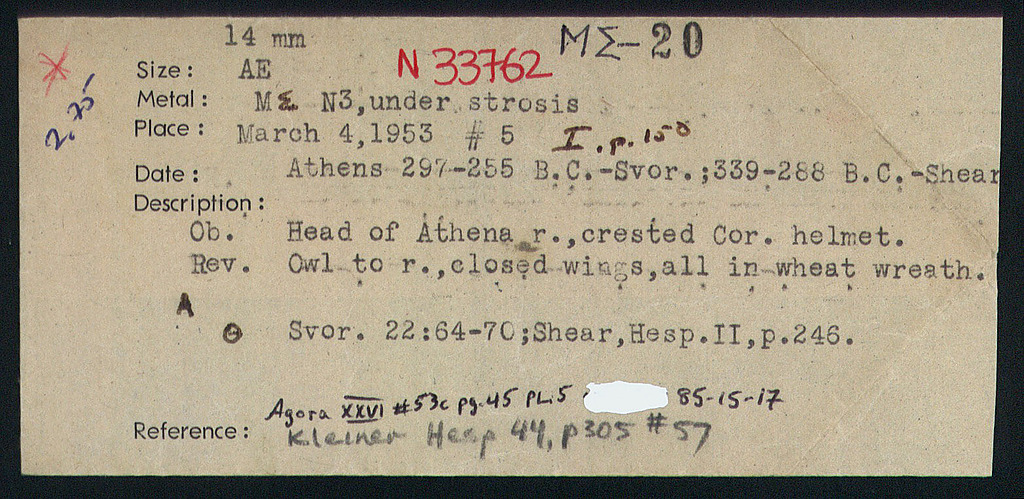 14 mm ΜΣ-20
Size: AE N 33762
2.75-
Metal: ΜΣ N3,under strosis
Place: March 4,1953 # 5 I.p.150
Date: Athens 297-255 B.C.-Svor.;339-288 B.C.-Shear
Description:
Ob. Head of Athena r.,crested Cor. helmet.
Rev. Owl to r.,closed wings,all in wheat wreath.
A
Θ Svor. 22:64-70;Shear,Hesp.II,p.246.
Agora XXVI #53c pg.45 PL.5 85-15-17
Reference: Kleiner Hesp 44, p305 #57